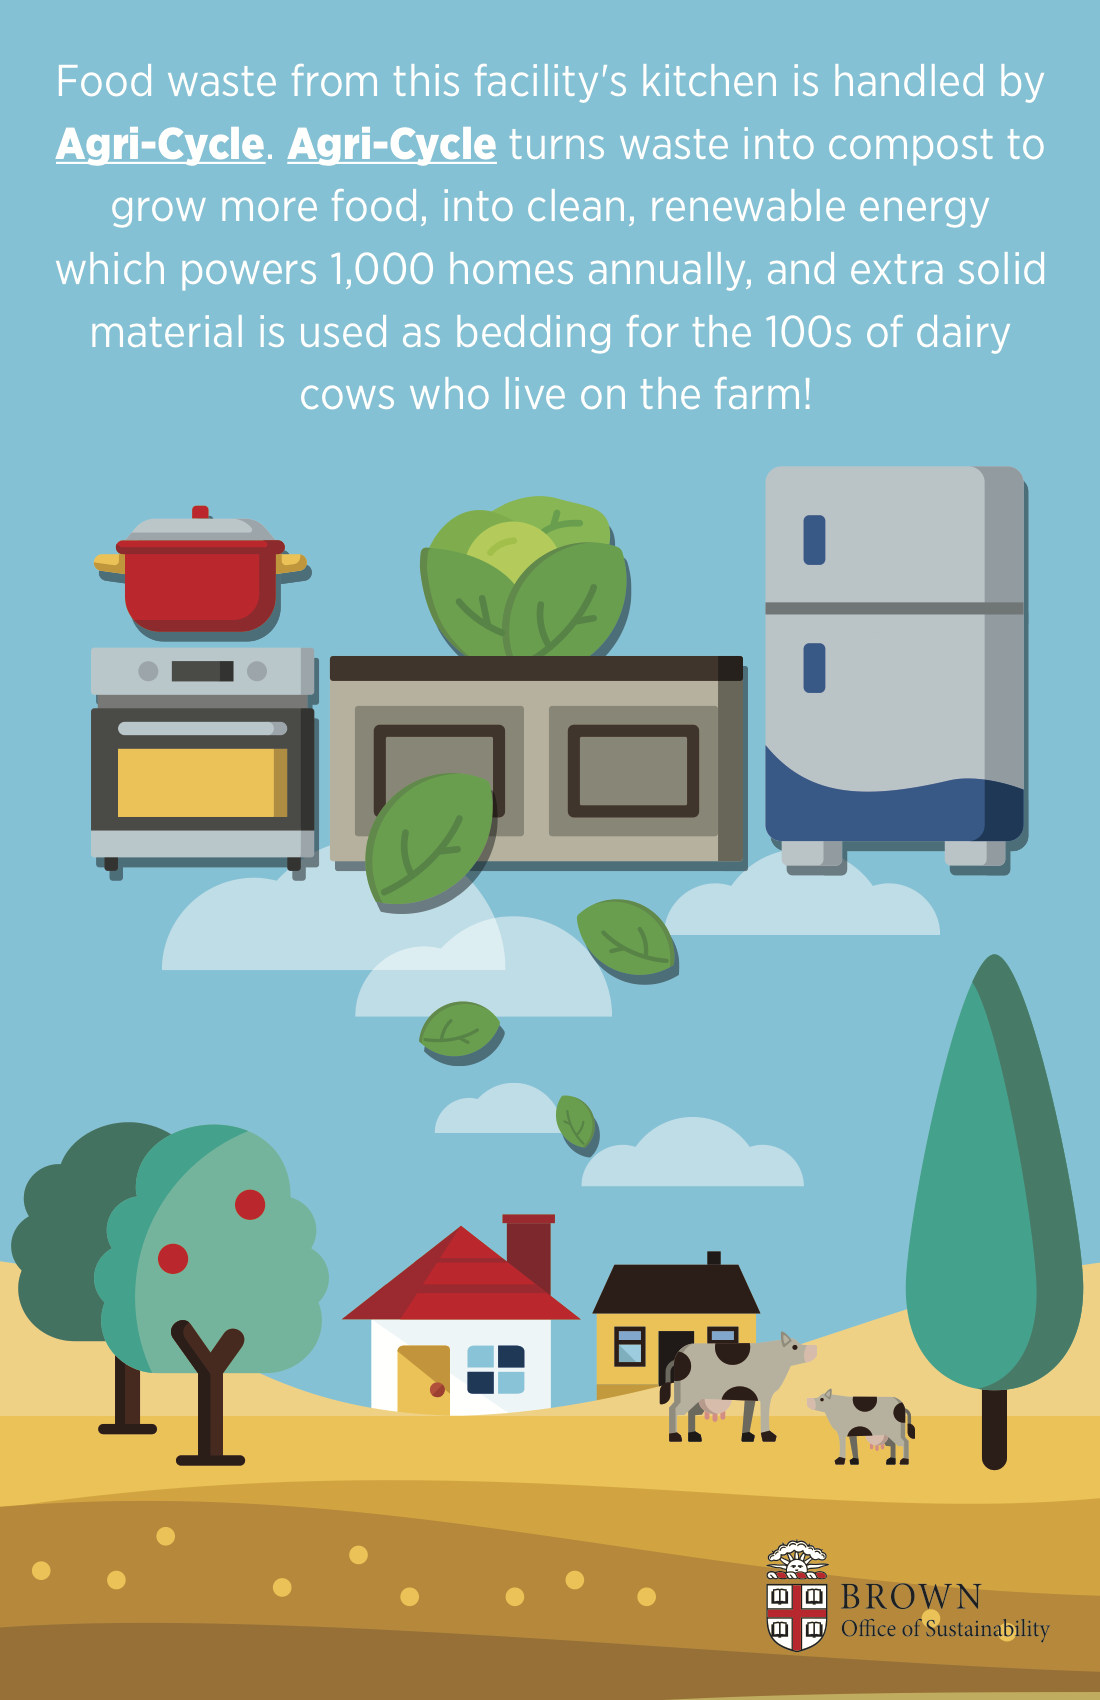 Food waste from this facility's kitchen is handled by
Agri-Cycle. Agri-Cycle turns waste into compost to
grow more food, into clean, renewable energy
which powers 1,000 homes annually, and extra solid
material is used as bedding for the 100s of dairy
cows who live on the farm!
BROWN
Office of Sustainability